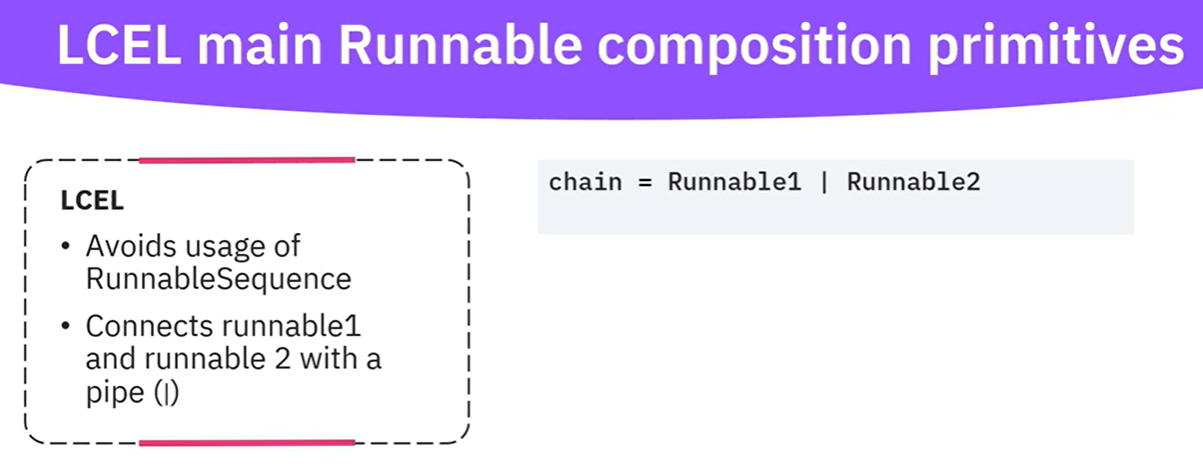 LCEL main Runnable composition primitives
LCEL
• Avoids usage of
RunnableSequence
• Connects runnable1
and runnable 2 with a
pipe (|)
chain = Runnable1 | Runnable2